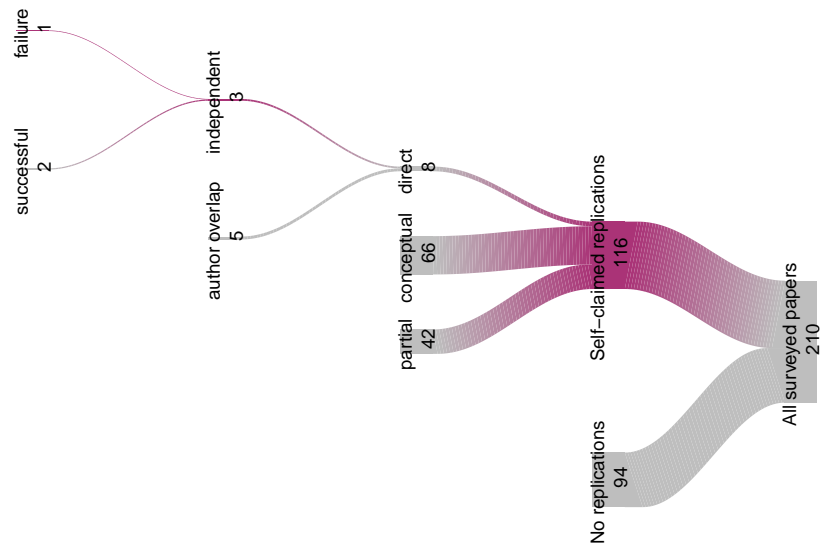 failure
1
successful
2
independent
3
author overlap
5
direct
8
conceptual
66
partial
42
Self−claimed replications
116
No replications
94
All surveyed papers
210